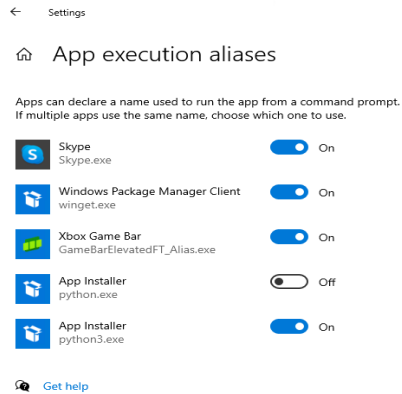 Settings
App execution aliases
Apps can declare a name used to run the app from a command prompt.
If multiple apps use the same name, choose which one to use.
Skype On
Skype.exe
Windows Package Manager Client On
winget.exe
Xbox Game Bar On
GameBarElevatedFT_Alias.exe
App Installer Off
python.exe
App Installer On
python3.exe
Get help